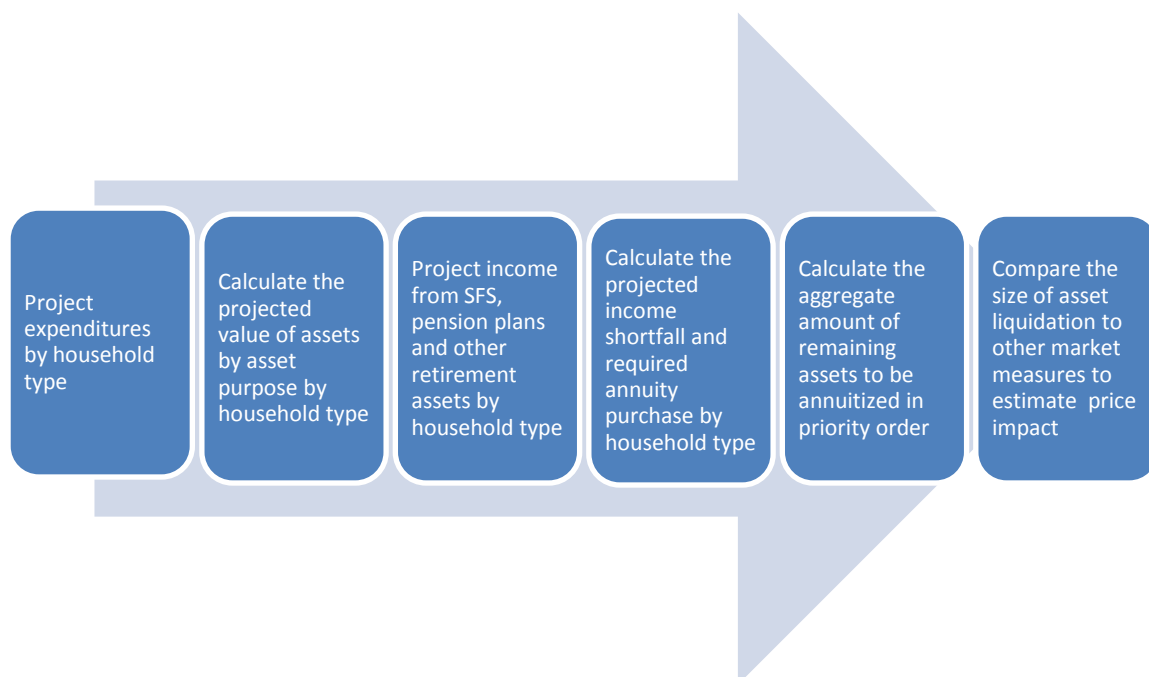 Project
expenditures
by household
type
Calculate the
projected
value of assets
by asset
purpose by
household type
Project income
from SFS,
pension plans
and other
retirement
assets by
household type
Calculate the
projected
income
shortfall and
required
annuity
purchase by
household type
Calculate the
aggregate
amount of
remaining
assets to be
annuitized in
priority order
Compare the
size of asset
liquidation to
other market
measures to
estimate price
impact